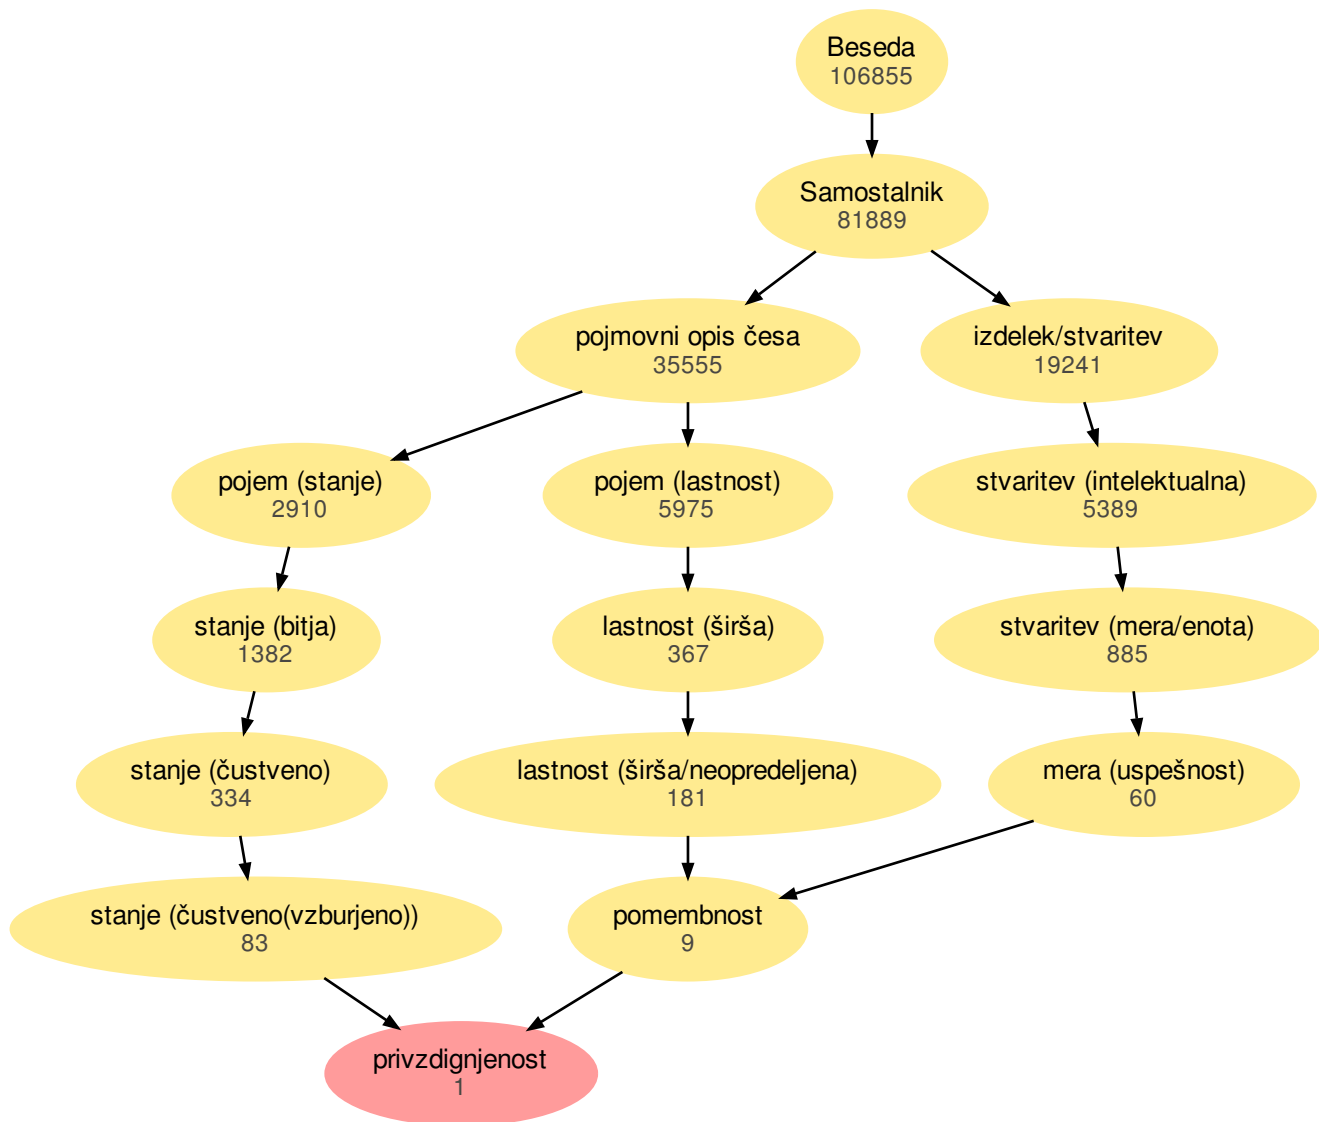 Beseda
106855
Samostalnik
81889
pojmovni opis česa
35555
izdelek/stvaritev
19241
pojem (stanje)
2910
pojem (lastnost)
5975
stvaritev (intelektualna)
5389
stanje (bitja)
1382
lastnost (širša)
367
stvaritev (mera/enota)
885
stanje (čustveno)
334
lastnost (širša/neopredeljena)
181
mera (uspešnost)
60
stanje (čustveno(vzburjeno))
83
pomembnost
9
privzdignjenost
1